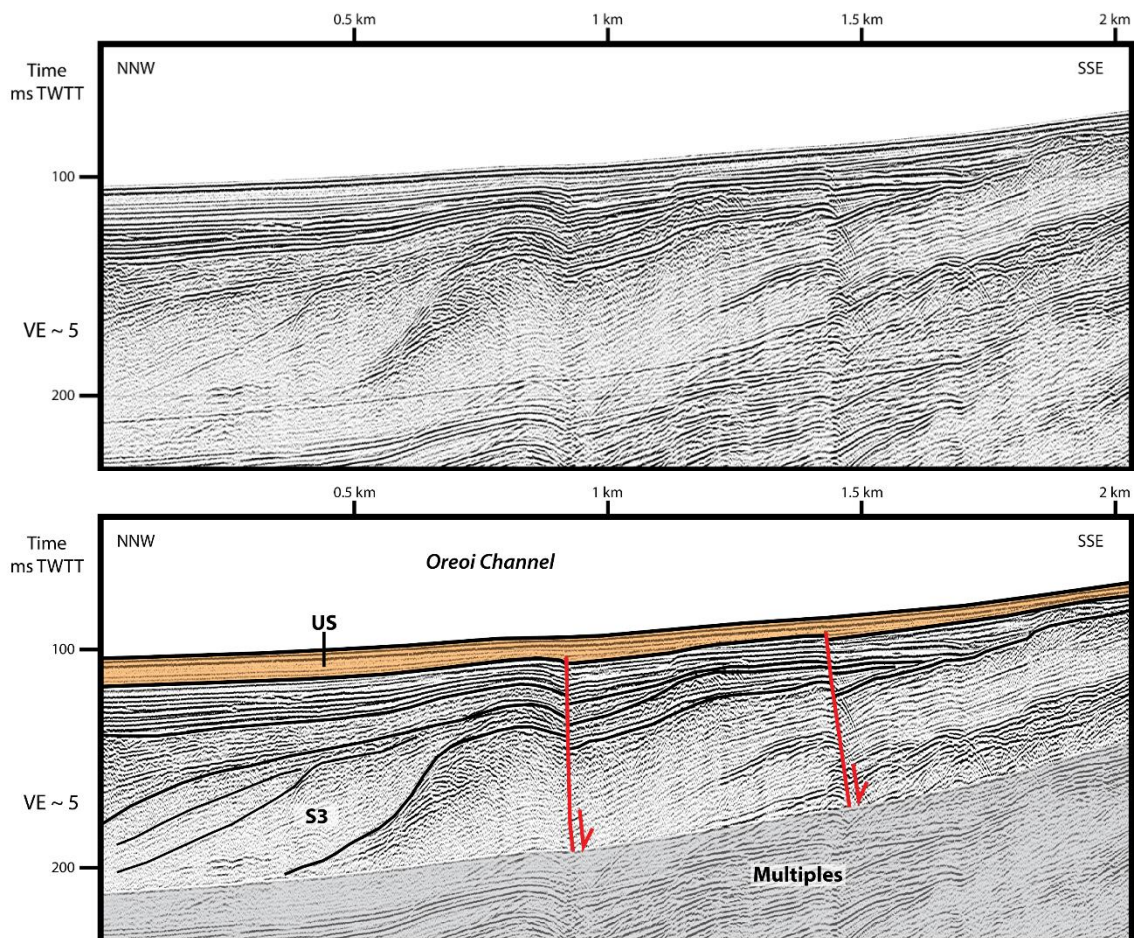 0.5 km 1 km 1.5 km 2 km
Time
ms TWTT
NNW SSE
100
VE ~ 5
200
0.5 km 1 km 1.5 km 2 km
Time
ms TWTT
NNW SSE
Oreoi Channel
US
100
VE ~ 5
S3
200
Multiples